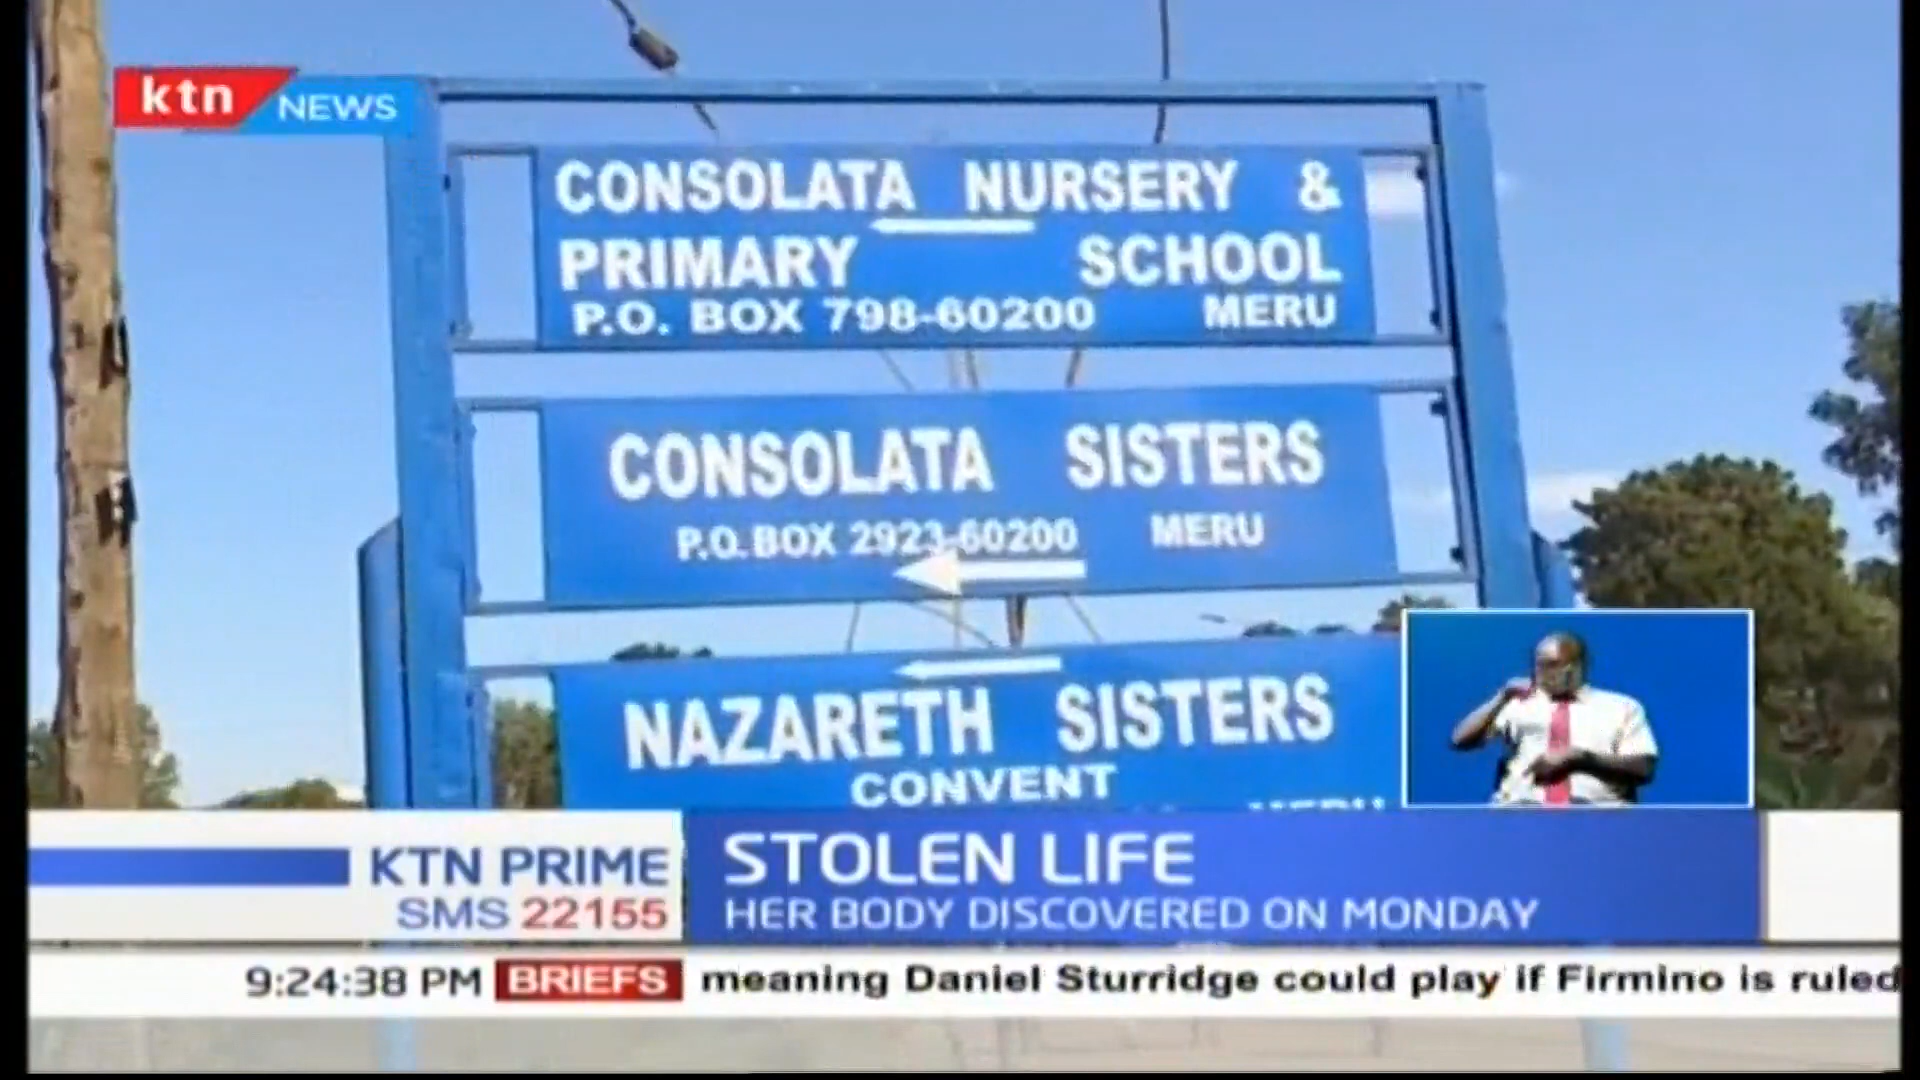 ktn NEWS
CONSOLATA NURSERY &
PRIMARY SCHOOL
P.O. BOX 798-60200 MERU
CONSOLATA SISTERS
P.O. BOX 2923-60200 MERU
NAZARETH SISTERS
CONVENT
MERU
KTN PRIME
SMS 22155
STOLEN LIFE
HER BODY DISCOVERED ON MONDAY
9:24:38 PM BRIEFS meaning Daniel Sturridge could play if Firmino is ruled